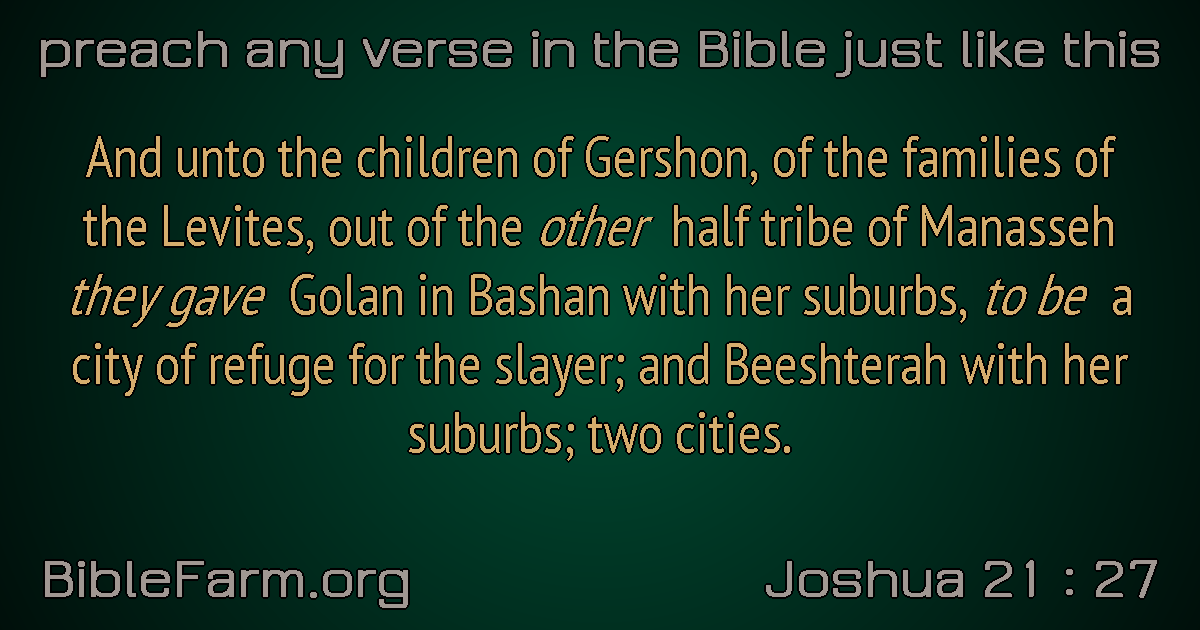 preach any verse in the Bible just like this
And unto the children of Gershon, of the families of
the Levites, out of the other half tribe of Manasseh
they gave Golan in Bashan with her suburbs, to be a
city of refuge for the slayer; and Beeshterah with her
suburbs; two cities.
BibleFarm.org
Joshua 21 : 27